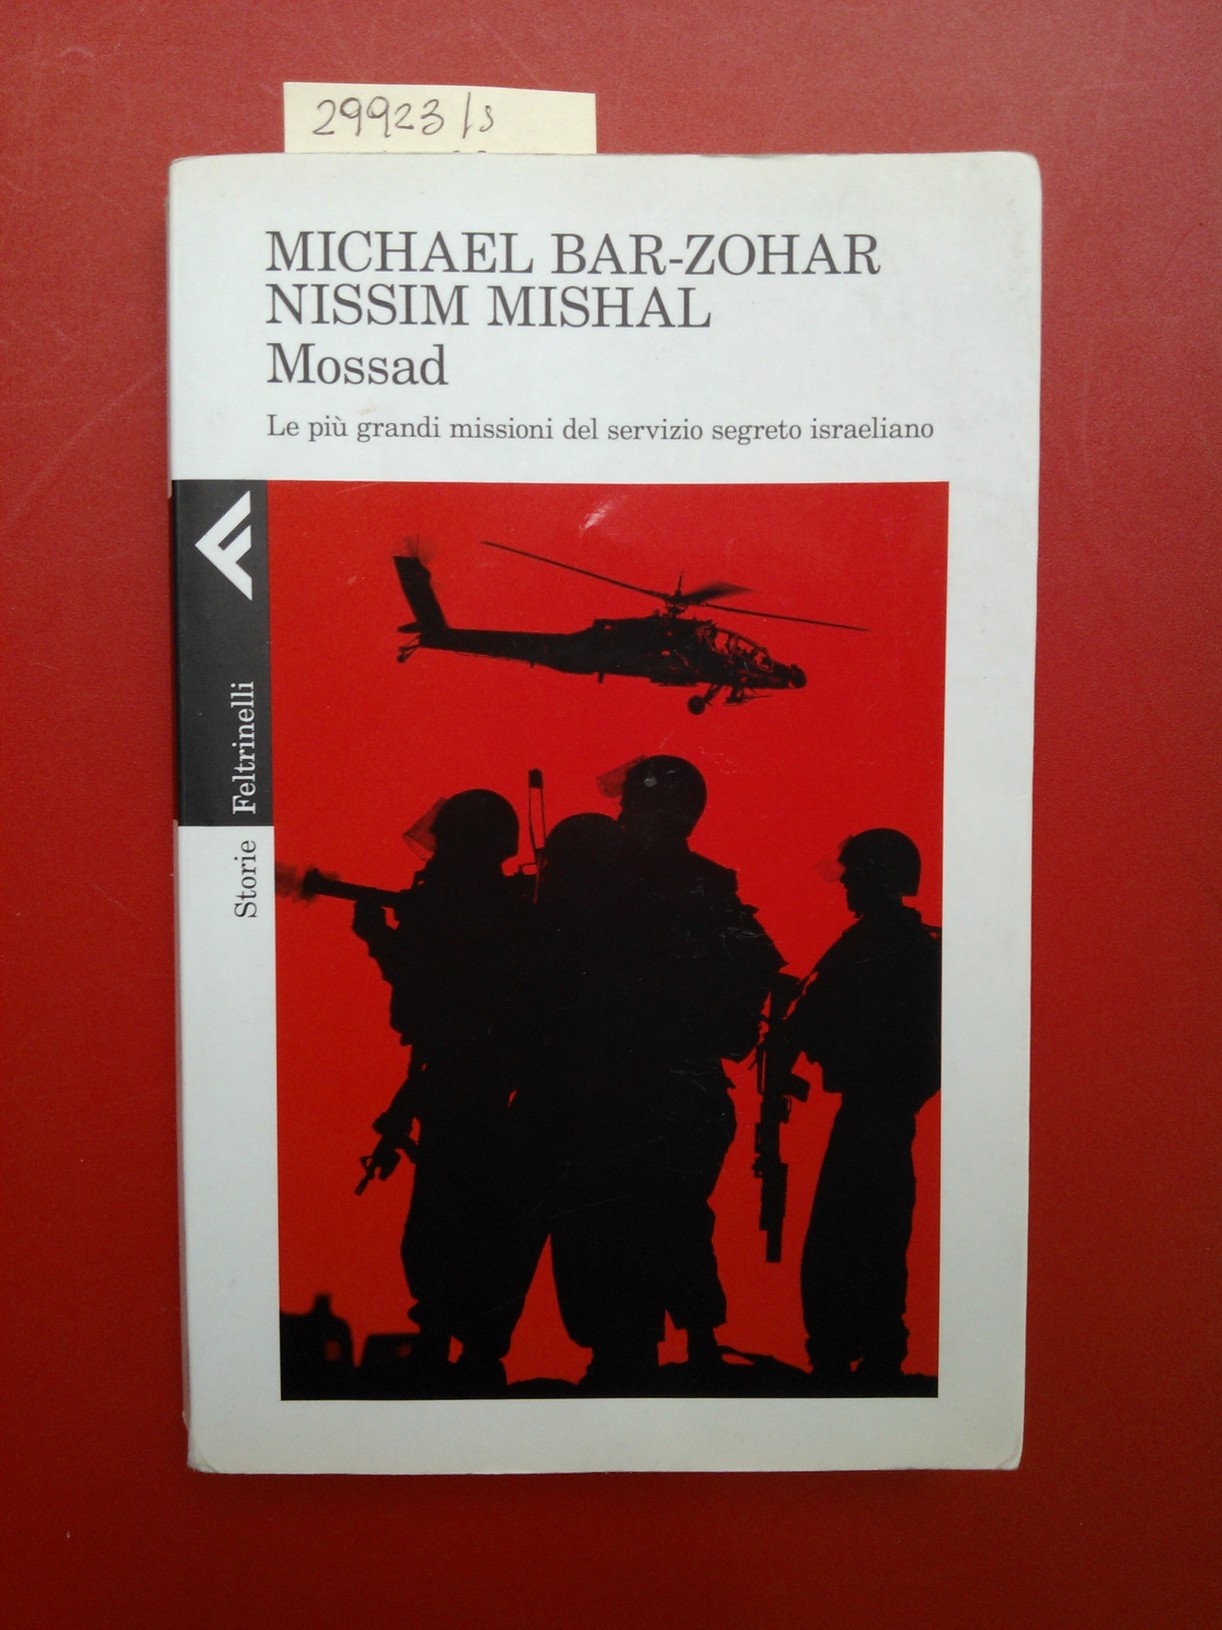 29923/s
MICHAEL BAR-ZOHAR
NISSIM MISHAL
Mossad
Le più grandi missioni del servizio segreto israeliano
Storie Feltrinelli